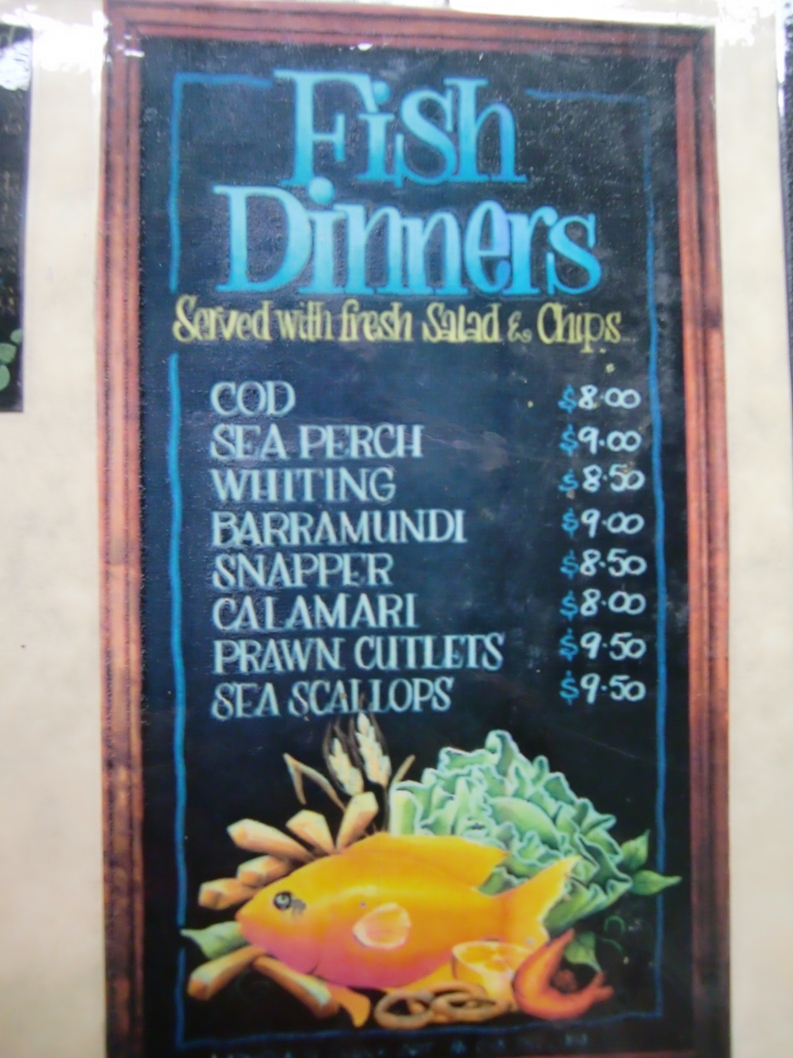 Fish
Dinners
Served with fresh Salad & Chips
COD $8.00
SEA PERCH $9.00
WHITING $8.50
BARRAMUNDI $9.00
SNAPPER $8.50
CALAMARI $8.00
PRAWN CUTLETS $9.50
SEA SCALLOPS $9.50